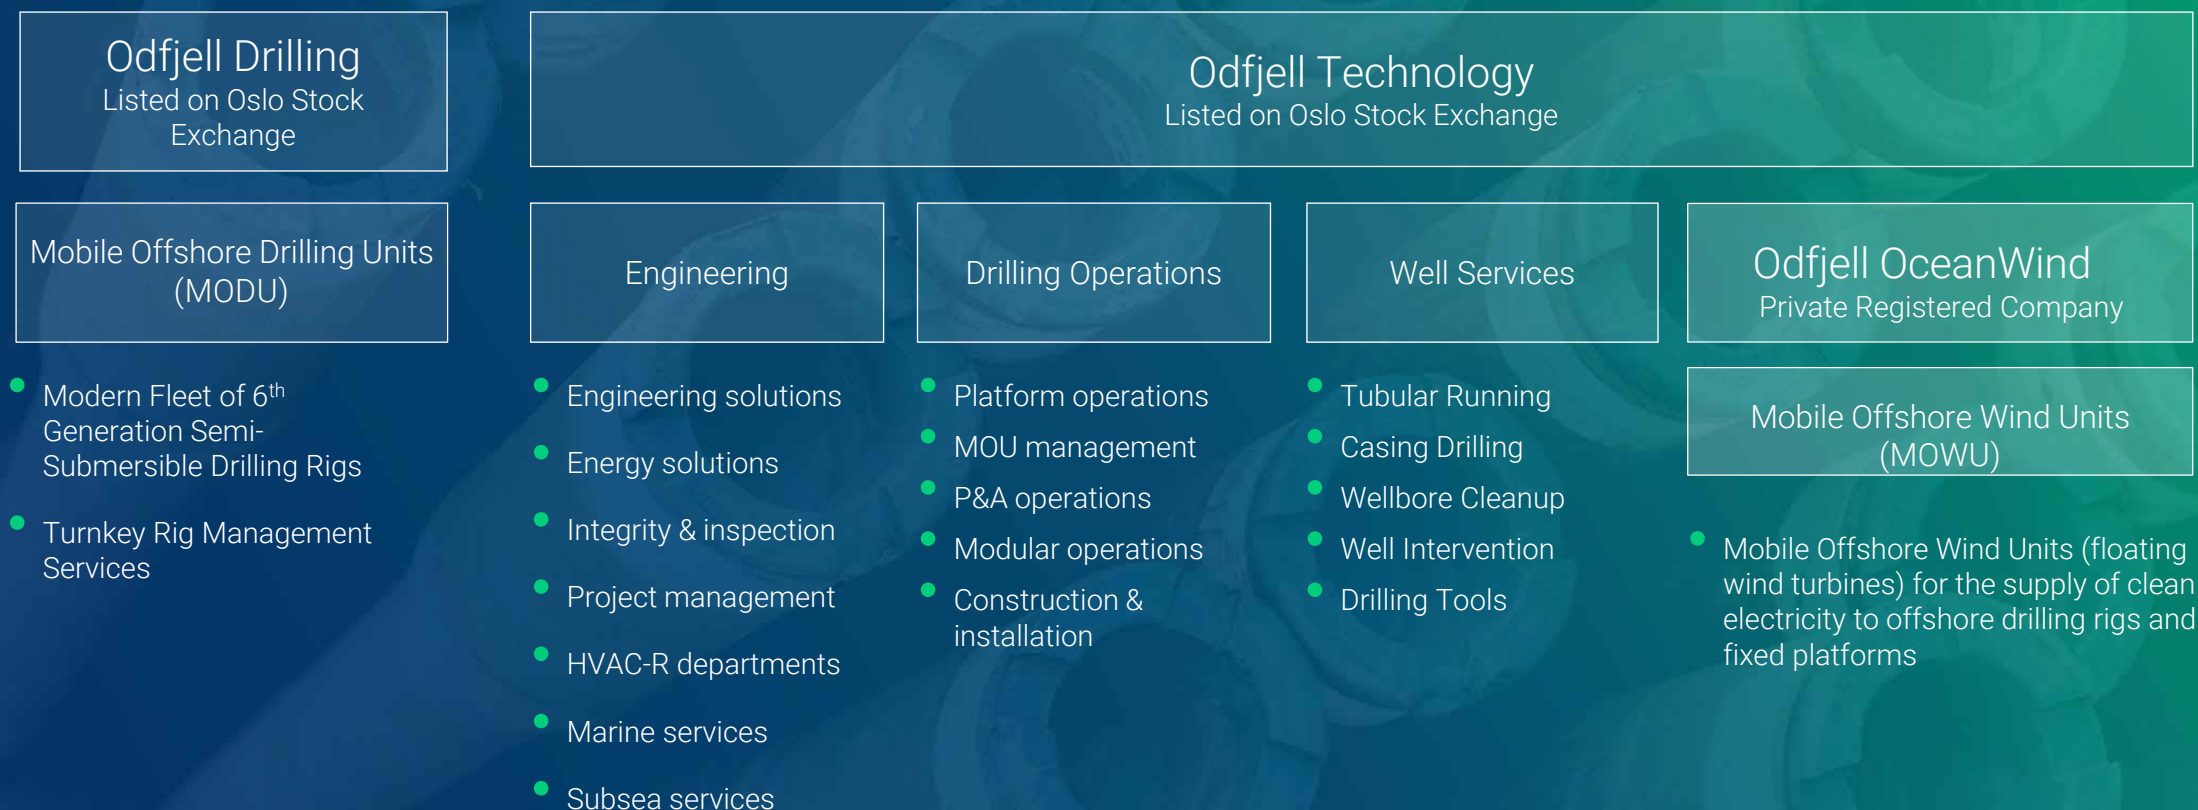 Odfjell Drilling
Listed on Oslo Stock
Exchange
Odfjell Technology
Listed on Oslo Stock Exchange
Mobile Offshore Drilling Units
(MODU)
Modern Fleet of 6th
Generation Semi-
Submersible Drilling Rigs
Turnkey Rig Management
Services
Engineering
Engineering solutions
Energy solutions
Integrity & inspection
Project management
HVAC-R departments
Marine services
Subsea services
Drilling Operations
Platform operations
MOU management
P&A operations
Modular operations
Construction &
installation
Well Services
Tubular Running
Casing Drilling
Wellbore Cleanup
Well Intervention
Drilling Tools
Odfjell OceanWind
Private Registered Company
Mobile Offshore Wind Units
(MOWU)
Mobile Offshore Wind Units (floating
wind turbines) for the supply of clean
electricity to offshore drilling rigs and
fixed platforms